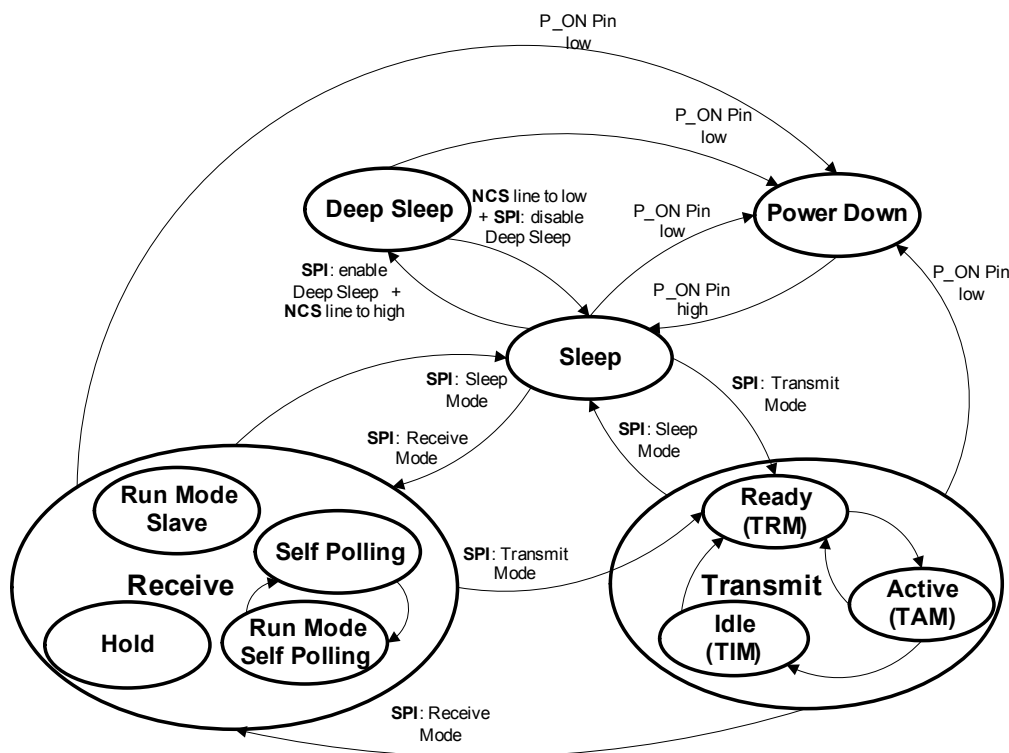 P_ON Pin
low
P_ON Pin
low
Deep Sleep
NCS line to low
+ SPI: disable
Deep Sleep
P_ON Pin
low
Power Down
SPI: enable
Deep Sleep +
NCS line to high
P_ON Pin
high
P_ON Pin
low
Sleep
SPI: Sleep
Mode
SPI: Transmit
Mode
SPI: Receive
Mode
SPI: Sleep
Mode
Run Mode
Slave
Self Polling
Receive
Hold
Run Mode
Self Polling
SPI: Transmit
Mode
Ready
(TRM)
Transmit
Active
(TAM)
Idle
(TIM)
SPI: Receive
Mode